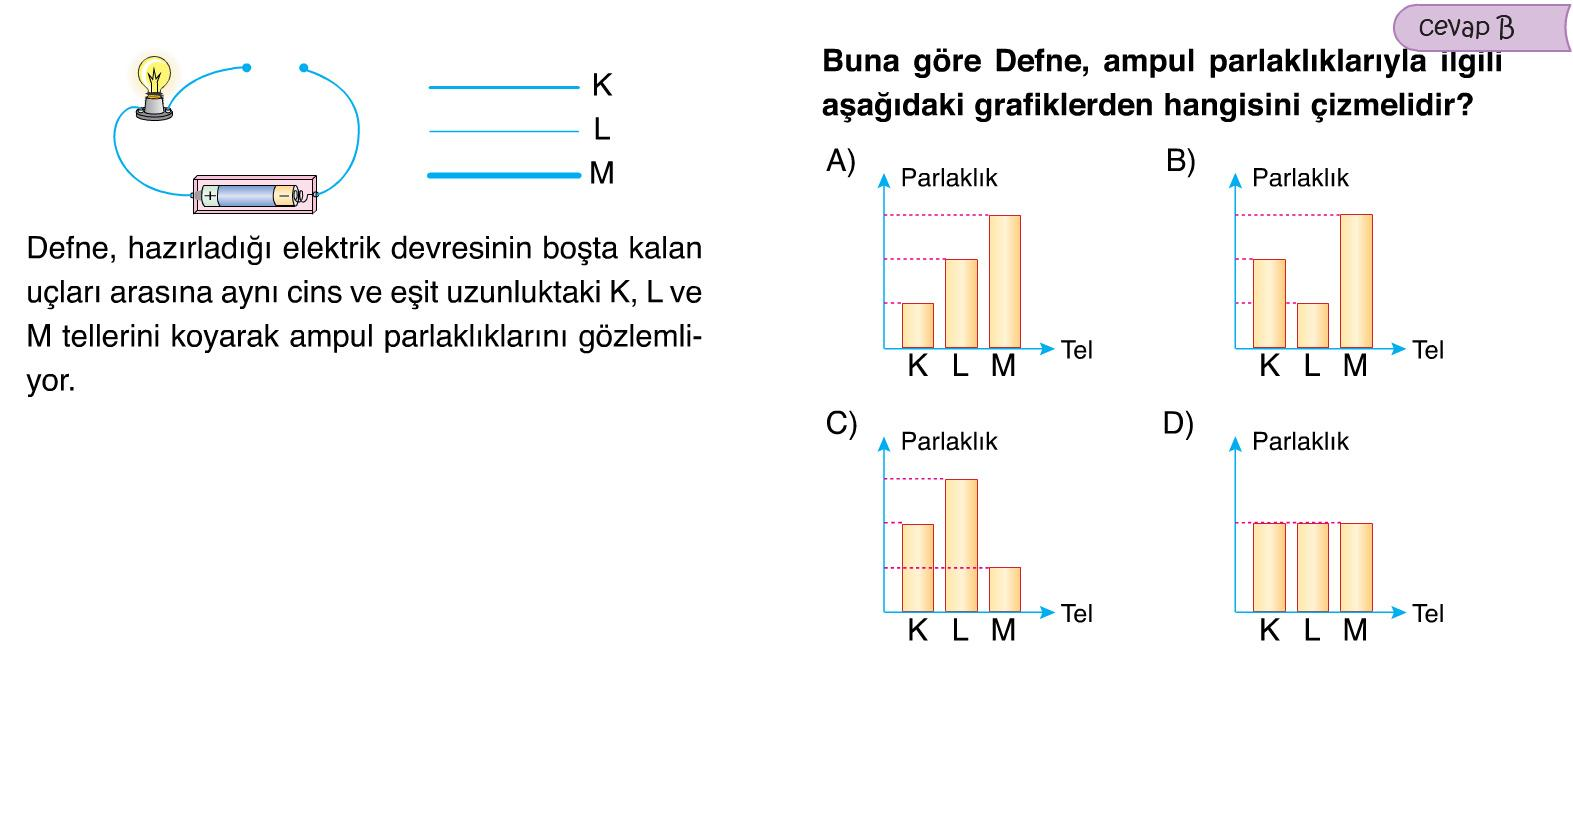 K
L
M
+ −
Defne, hazırladığı elektrik devresinin boşta kalan
uçları arasına aynı cins ve eşit uzunluktaki K, L ve
M tellerini koyarak ampul parlaklıklarını gözlemli-
yor.
cevap B
Buna göre Defne, ampul parlaklıklarıyla ilgili
aşağıdaki grafiklerden hangisini çizmelidir?
A)
Parlaklık
Tel
K L M
B)
Parlaklık
Tel
K L M
C)
Parlaklık
Tel
K L M
D)
Parlaklık
Tel
K L M